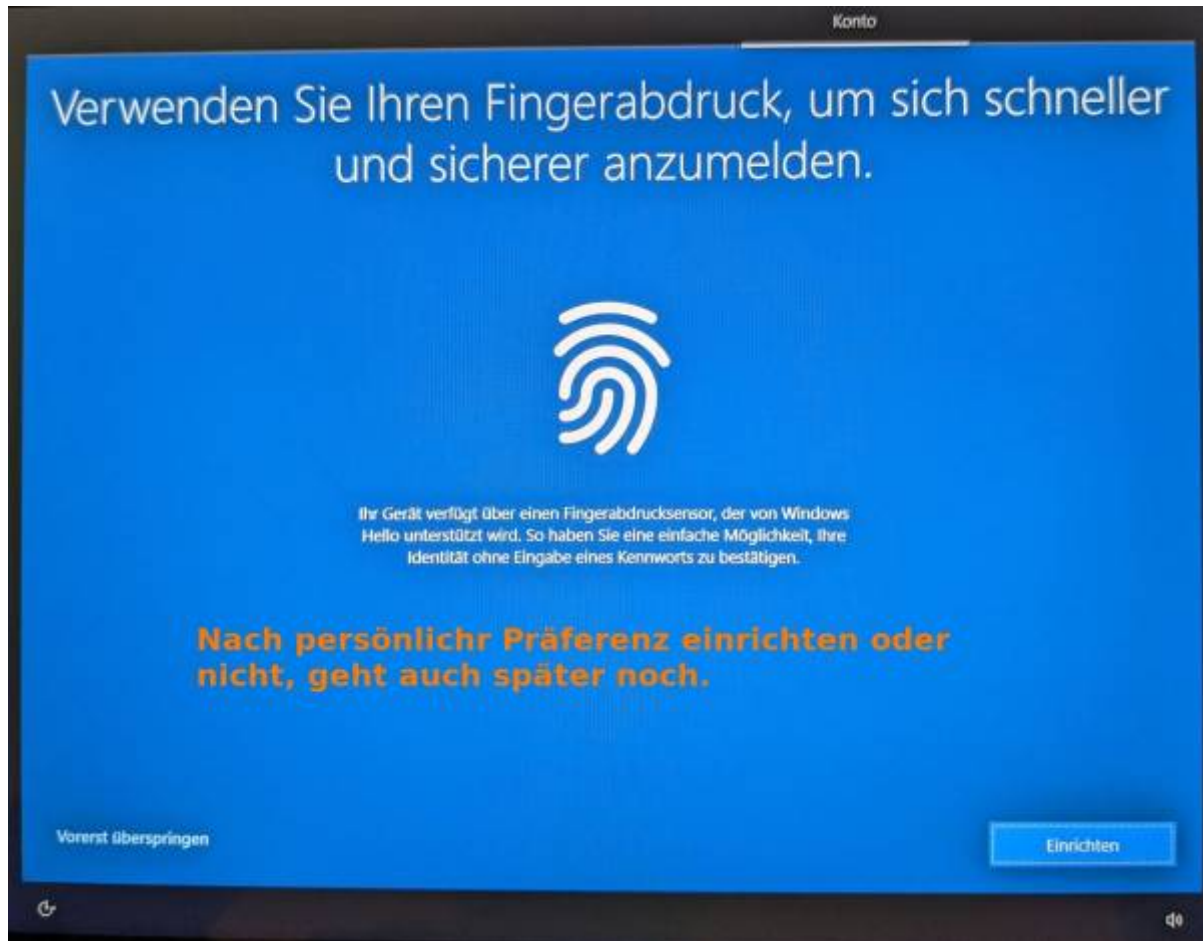 Konto
Verwenden Sie Ihren Fingerabdruck, um sich schneller
und sicherer anzumelden.
Ihr Gerät verfügt über einen Fingerabdrucksensor, der von Windows
Hello unterstützt wird. So haben Sie eine einfache Möglichkeit, Ihre
Identität ohne Eingabe eines Kennworts zu bestätigen.
Nach persönlichr Präferenz einrichten oder
nicht, geht auch später noch.
Vorerst überspringen
Einrichten